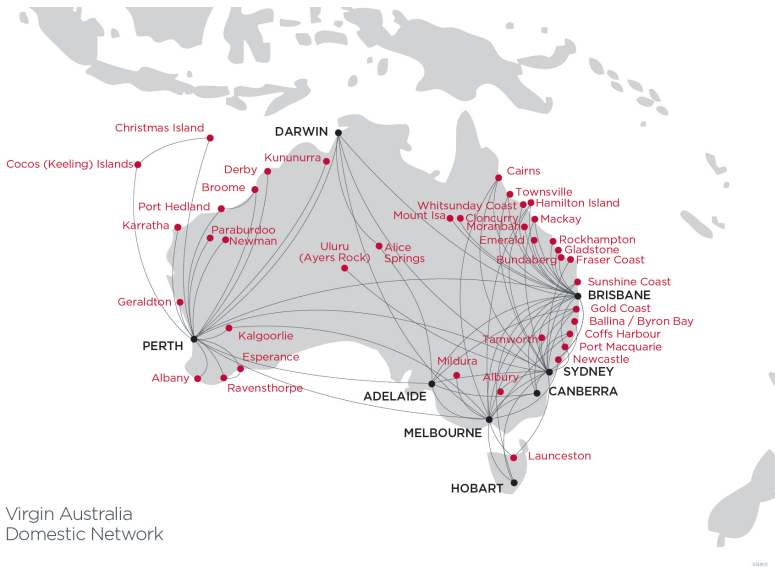 Christmas Island
DARWIN
Cocos (Keeling) Islands
Kununurra
Derby
Cairns
Broome
Townsville
Port Hedland
Whitsunday Coast
Hamilton Island
Mount Isa
Cloncurry
Mackay
Karratha
Paraburdoo
Moranbah
Newman
Emerald
Rockhampton
Uluru
(Ayers Rock)
Alice
Springs
Gladstone
Bundaberg
Fraser Coast
Sunshine Coast
BRISBANE
Geraldton
Gold Coast
Ballina / Byron Bay
Kalgoorlie
Coffs Harbour
Tamworth
PERTH
Port Macquarie
Esperance
Mildura
Newcastle
SYDNEY
Albany
Ravensthorpe
Albury
CANBERRA
ADELAIDE
MELBOURNE
Launceston
HOBART
Virgin Australia
Domestic Network